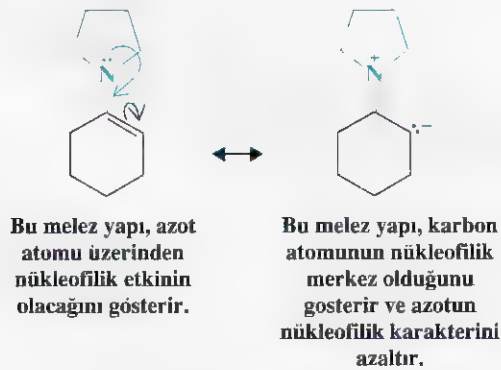 N
+
N
:–
Bu melez yapı, azot
atomu üzerinden
nükleofilik etkinin
olacağını gösterir.
Bu melez yapı, karbon
atomunun nükleofilik
merkez olduğunu
gosterir ve azotun
nükleofilik karakterini
azaltır.